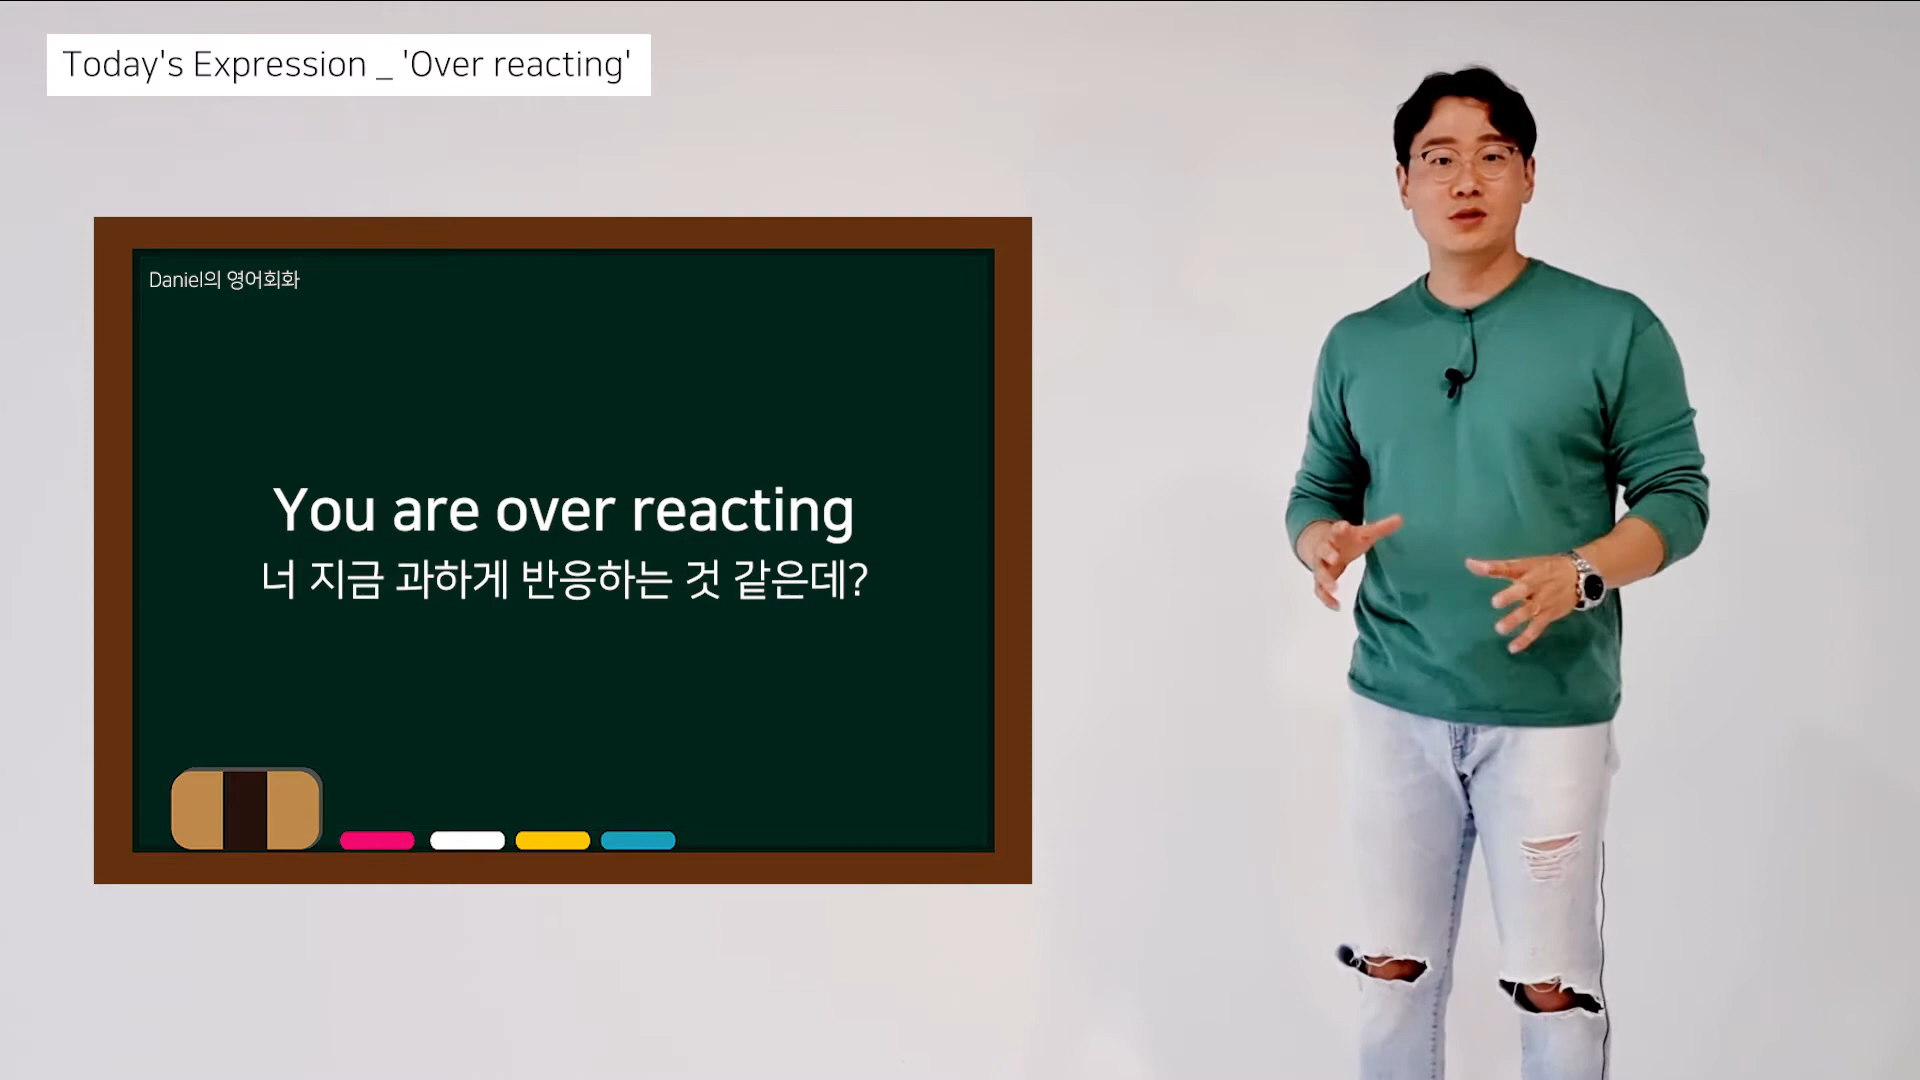 Today's Expression _ 'Over reacting'
Daniel의 영어회화
You are over reacting
너 지금 과하게 반응하는 것 같은데?